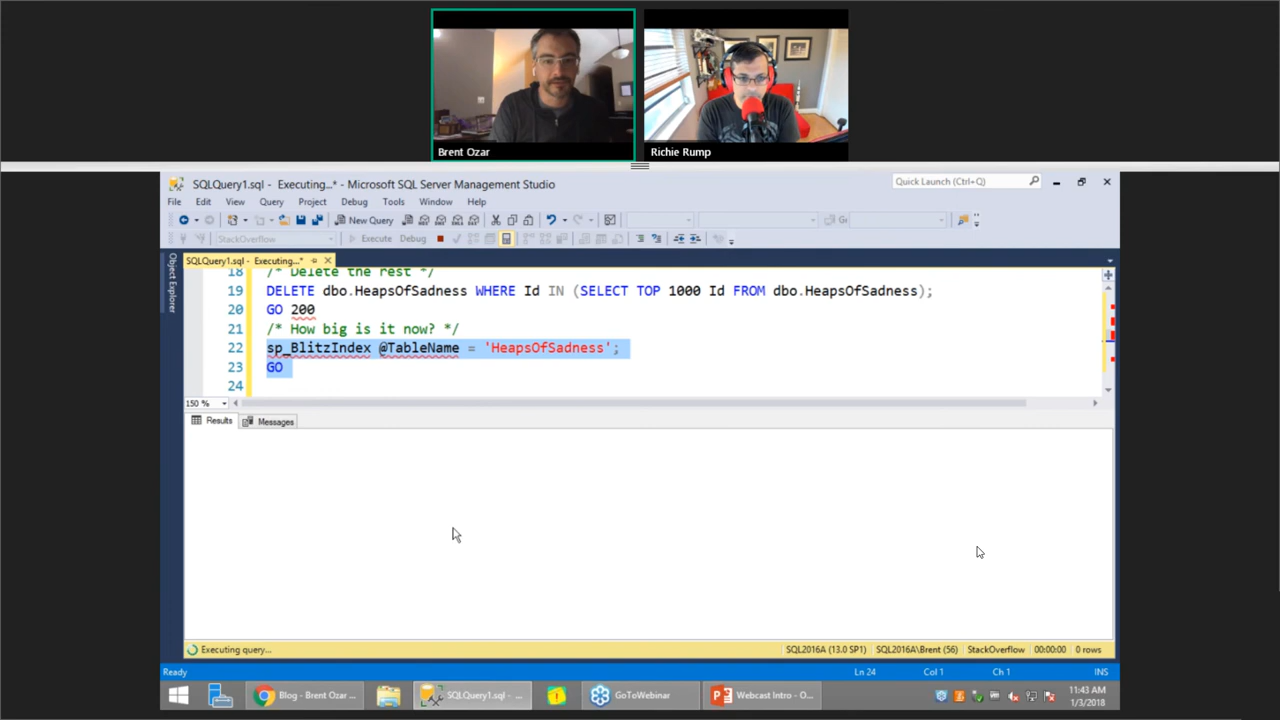 Brent Ozar
Richie Rump
SQLQuery1.sql - Executing...* - Microsoft SQL Server Management Studio
Quick Launch (Ctrl+Q)
File Edit View Query Project Debug Tools Window Help
New Query
StackOverflow
Execute Debug
SQLQuery1.sql - Executing...*
Object Explorer
18 /* Delete the rest */
19 DELETE dbo.HeapsOfSadness WHERE Id IN (SELECT TOP 1000 Id FROM dbo.HeapsOfSadness);
20 GO 200
21 /* How big is it now? */
22 sp_BlitzIndex @TableName = 'HeapsOfSadness';
23 GO
24
150 %
Results Messages
Executing query...
SQL2016A (13.0 SP1) SQL2016A\Brent (56) StackOverflow 00:00:00 0 rows
Ready Ln 24 Col 1 Ch 1 INS
Blog - Brent Ozar ... SQLQuery1.sql - ... GoToWebinar Webcast Intro - O...
11:43 AM
1/3/2018